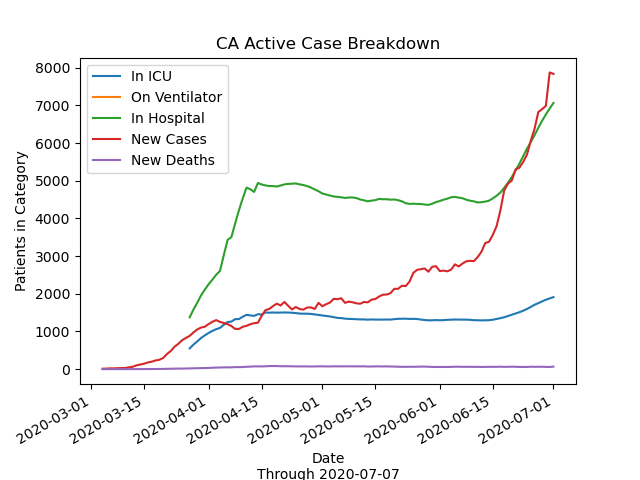 CA Active Case Breakdown
In ICU
On Ventilator
In Hospital
New Cases
New Deaths
Patients in Category
8000
7000
6000
5000
4000
3000
2000
1000
0
2020-03-01
2020-03-15
2020-04-01
2020-04-15
2020-05-01
2020-05-15
2020-06-01
2020-06-15
2020-07-01
Date
Through 2020-07-07